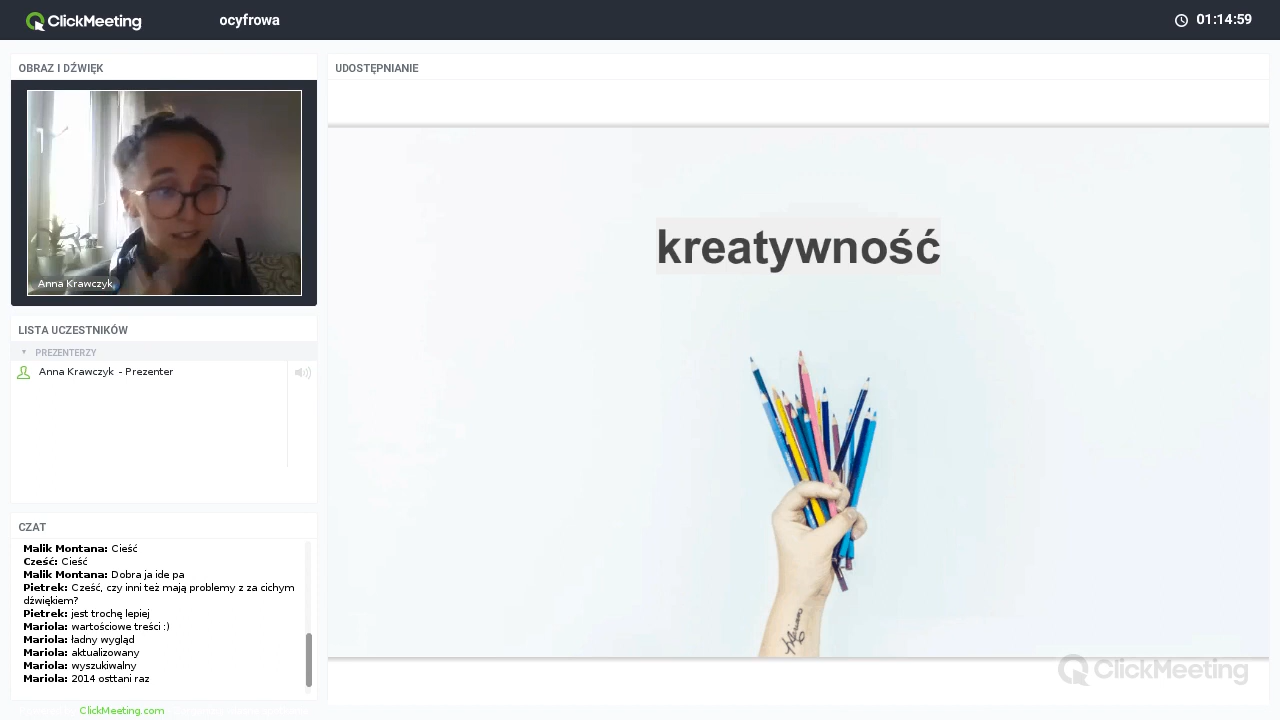 ClickMeeting
ocyfrowa
01:14:59
OBRAZ I DŹWIĘK
UDOSTĘPNIANIE
Anna Krawczyk
kreatywność
LISTA UCZESTNIKÓW
PREZENTERZY
Anna Krawczyk - Prezenter
CZAT
Malik Montana: Cieść
Cześć: Cieść
Malik Montana: Dobra ja ide pa
Pietrek: Cześć, czy inni też mają problemy z za cichym
dźwiękiem?
Pietrek: jest trochę lepiej
Mariola: wartościowe treści :)
Mariola: ładny wygląd
Mariola: aktualizowany
Mariola: wyszukiwalny
Mariola: 2014 osttani raz
ClickMeeting
ClickMeeting.com